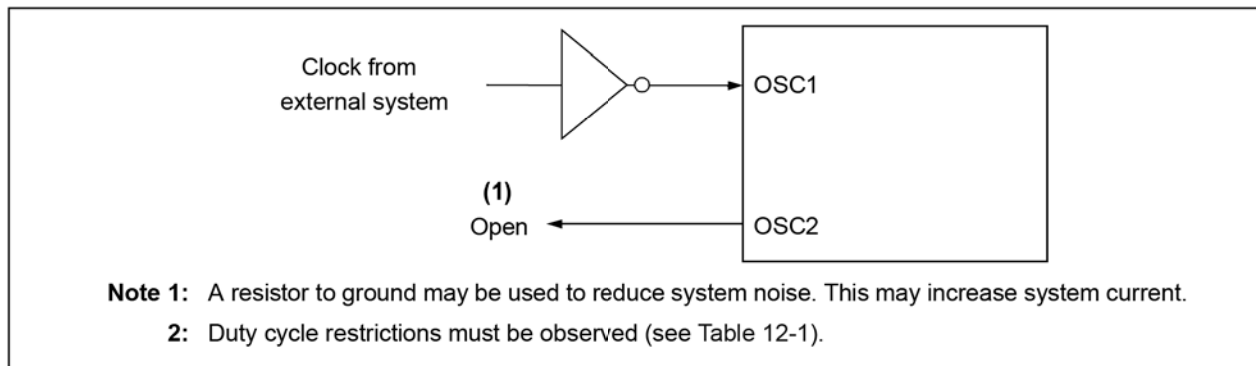 Clock from
external system
OSC1
(1)
Open
OSC2
Note 1: A resistor to ground may be used to reduce system noise. This may increase system current.
2: Duty cycle restrictions must be observed (see Table 12-1).